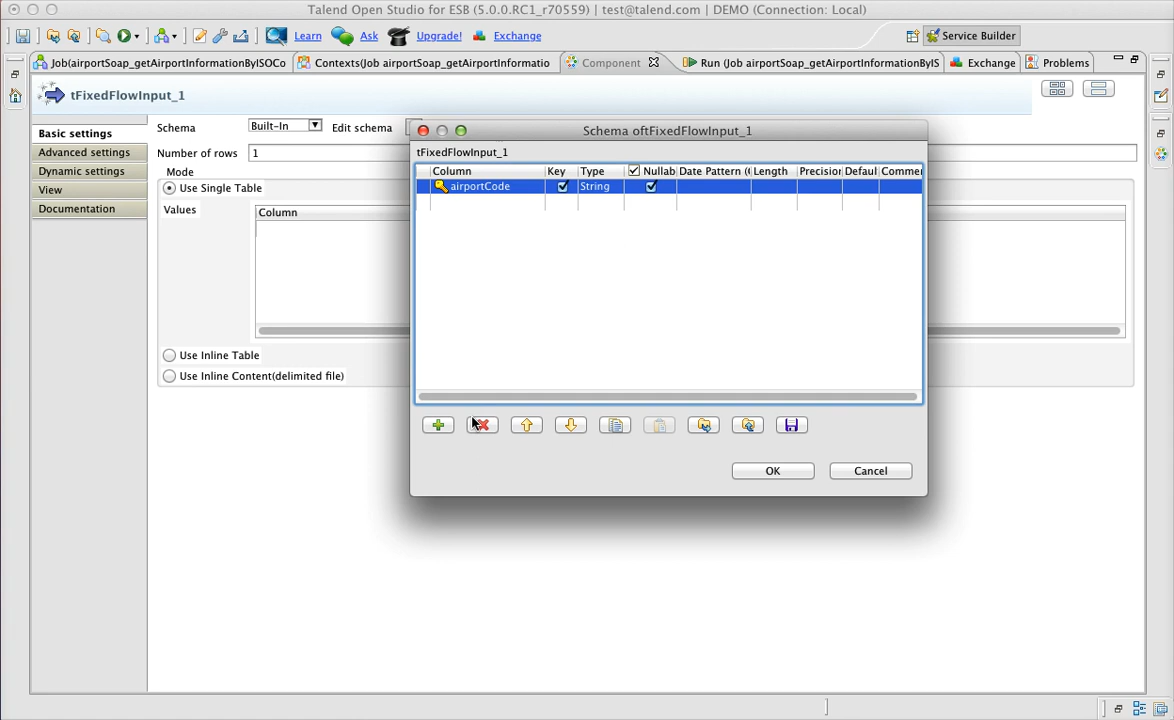 Talend Open Studio for ESB (5.0.0.RC1_r70559) | test@talend.com | DEMO (Connection: Local)
Learn Ask Upgrade! Exchange Service Builder
Job(airportSoap_getAirportInformationByISOCo Contexts(Job airportSoap_getAirportInformatio Component Run (Job airportSoap_getAirportInformationByIS Exchange Problems
tFixedFlowInput_1
Basic settings
Advanced settings
Dynamic settings
View
Documentation
Schema Built-In Edit schema
Number of rows 1
Mode
Use Single Table
Values Column
Use Inline Table
Use Inline Content(delimited file)
Schema oftFixedFlowInput_1
tFixedFlowInput_1
Column Key Type Nullab Date Pattern (C Length Precision Defaul Commer
airportCode String
OK Cancel